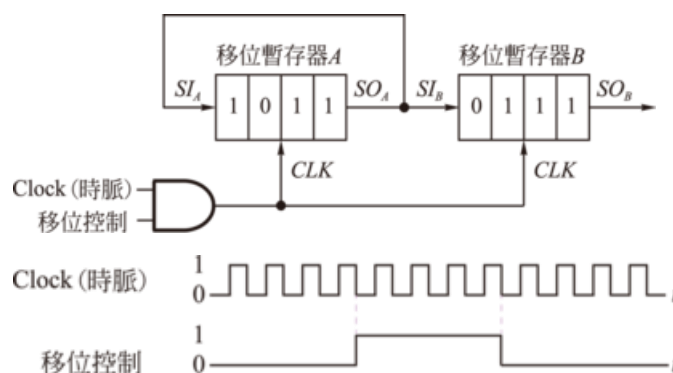 移位暫存器A 移位暫存器B
SI_A 1 0 1 1 SO_A SI_B 0 1 1 1 SO_B
CLK CLK
Clock (時脈)
移位控制
Clock (時脈) 1
0
移位控制 1
0